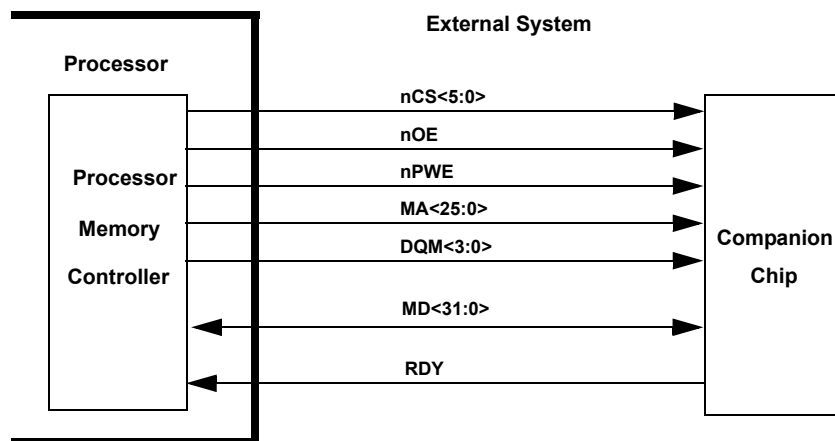 External System
Processor
Processor
Memory
Controller
nCS<5:0>
nOE
nPWE
MA<25:0>
DQM<3:0>
MD<31:0>
RDY
Companion
Chip